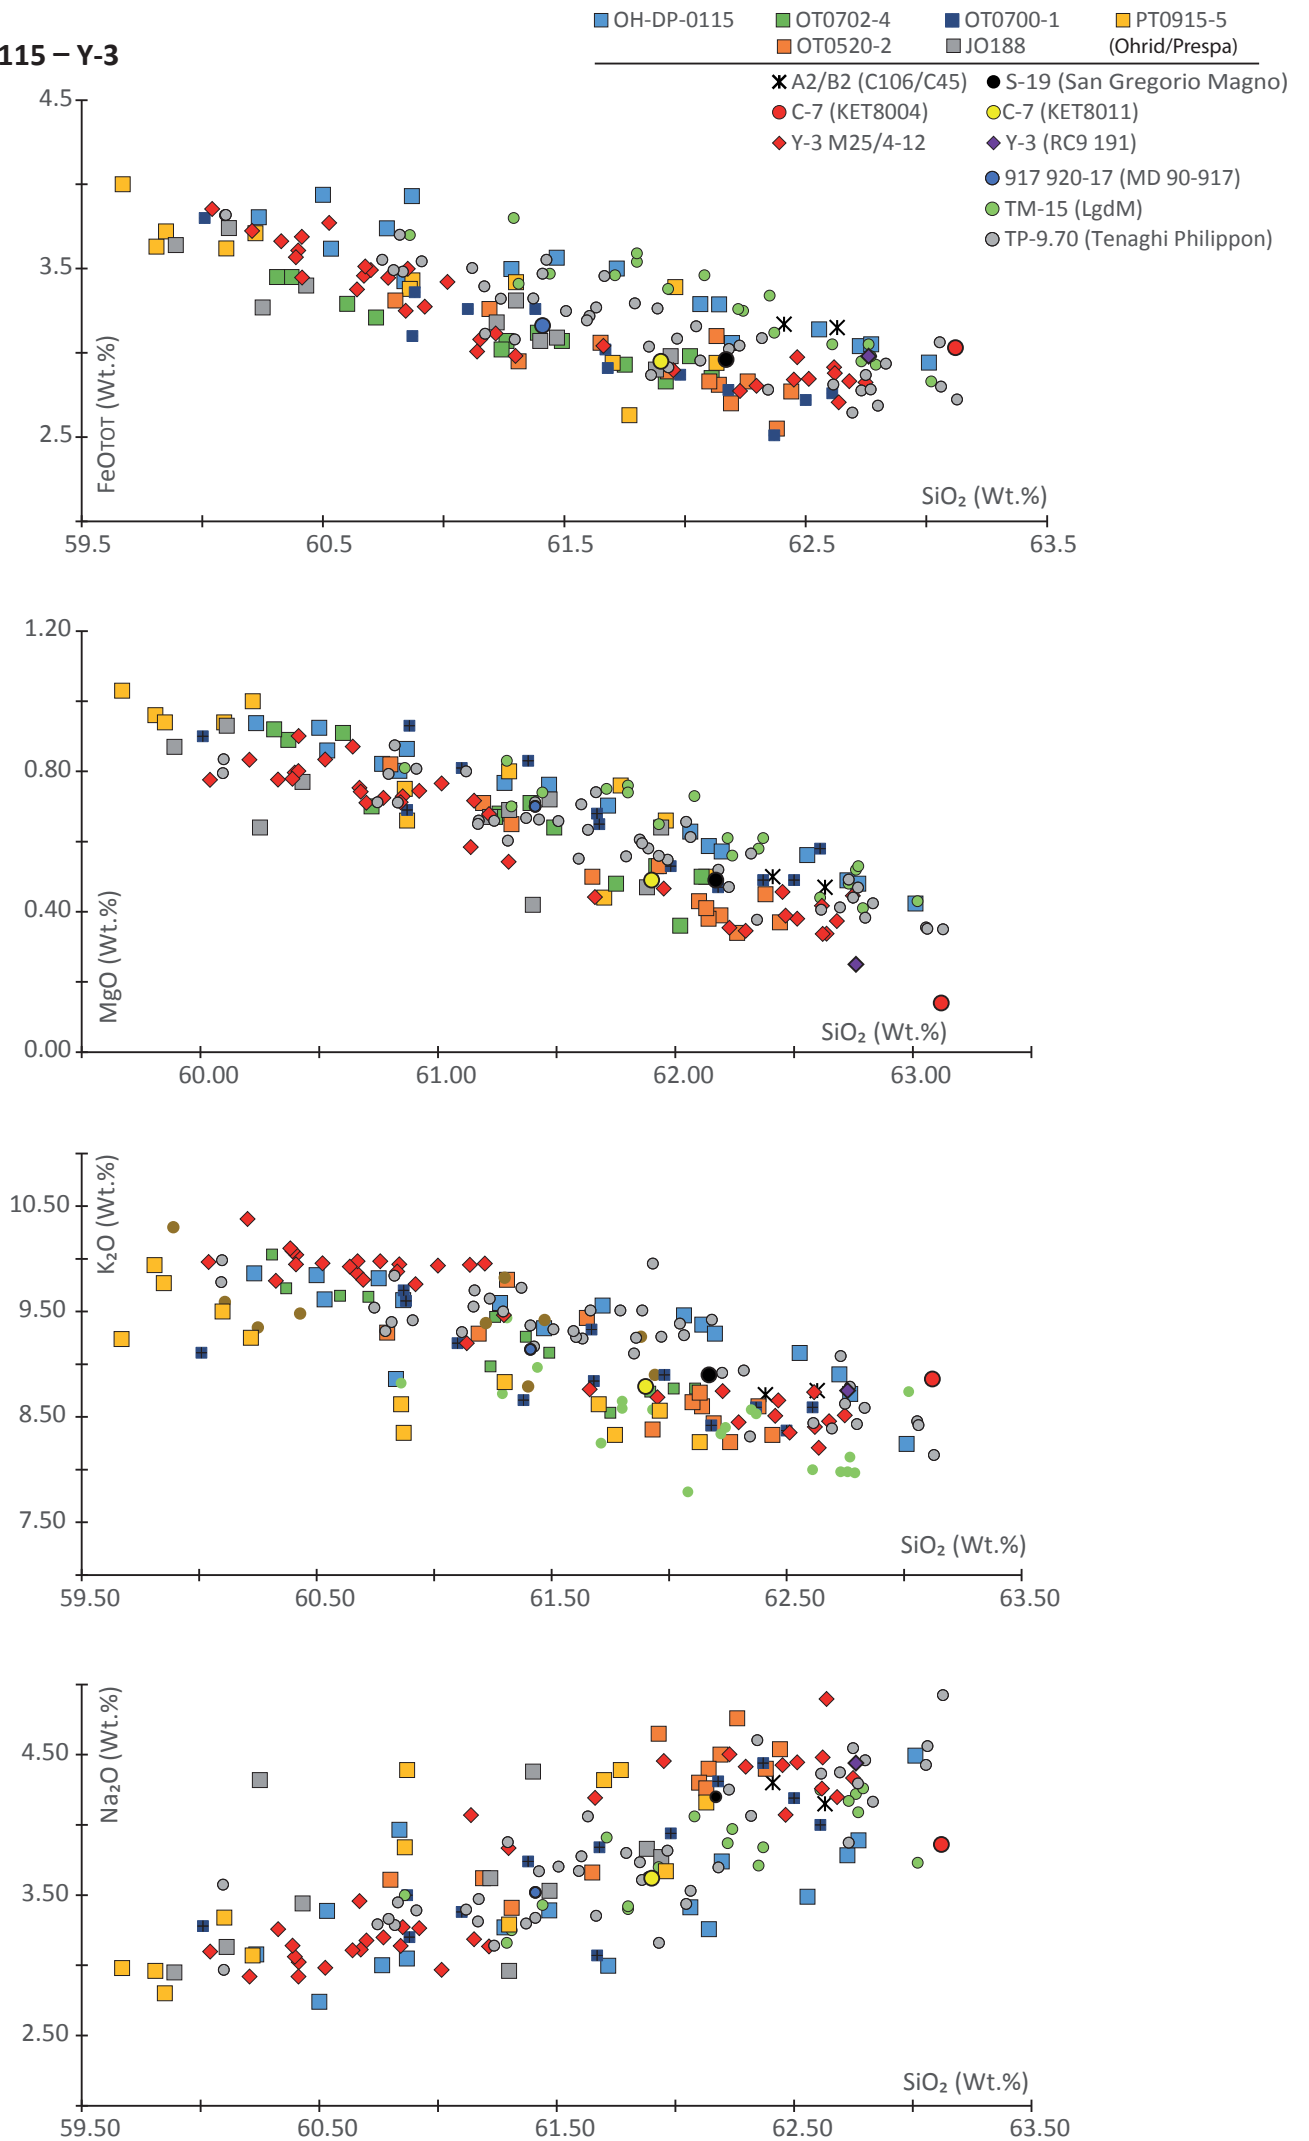 OH-DP-0115 OT0702-4 OT0700-1 PT0915-5
OT0520-2 JO188 (Ohrid/Prespa)
115 – Y-3
A2/B2 (C106/C45) S-19 (San Gregorio Magno)
C-7 (KET8004) C-7 (KET8011)
Y-3 M25/4-12 Y-3 (RC9 191)
917 920-17 (MD 90-917)
TM-15 (LgdM)
TP-9.70 (Tenaghi Philippon)
4.5
3.5
2.5
FeOTOT (Wt.%)
SiO₂ (Wt.%)
59.5 60.5 61.5 62.5 63.5
1.20
0.80
0.40
0.00
MgO (Wt.%)
SiO₂ (Wt.%)
60.00 61.00 62.00 63.00
10.50
9.50
8.50
7.50
K₂O (Wt.%)
SiO₂ (Wt.%)
59.50 60.50 61.50 62.50 63.50
4.50
3.50
2.50
Na₂O (Wt.%)
SiO₂ (Wt.%)
59.50 60.50 61.50 62.50 63.50